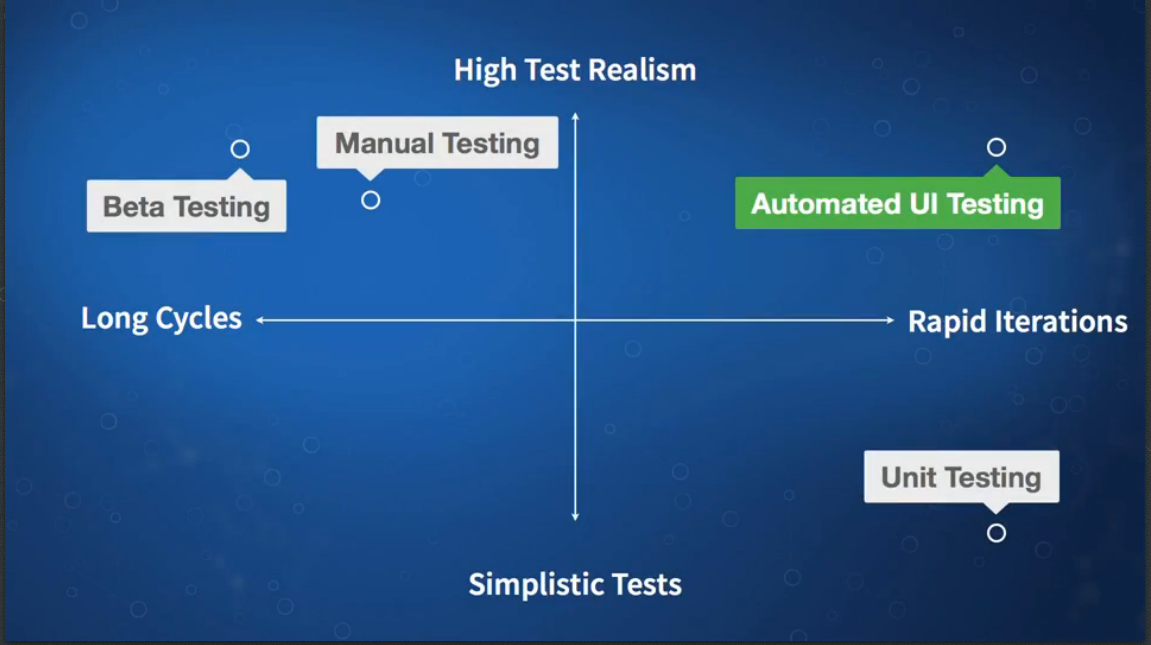 High Test Realism
Manual Testing
Beta Testing
Automated UI Testing
Long Cycles
Rapid Iterations
Unit Testing
Simplistic Tests